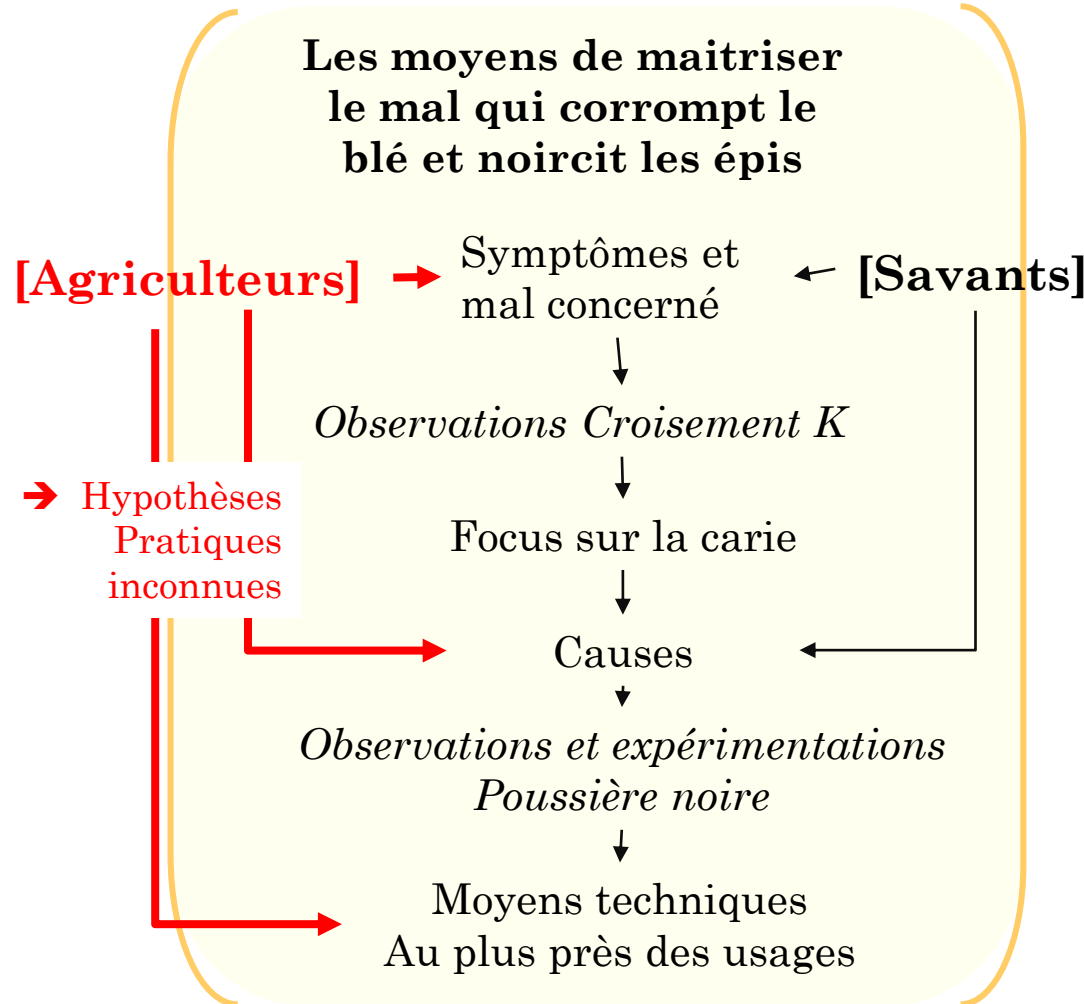 Les moyens de maitriser
le mal qui corrompt le
blé et noircit les épis
[Agriculteurs]
Symptômes et
mal concerné
[Savants]
Observations Croisement K
➔ Hypothèses
Pratiques
inconnues
Focus sur la carie
Causes
Observations et expérimentations
Poussière noire
Moyens techniques
Au plus près des usages